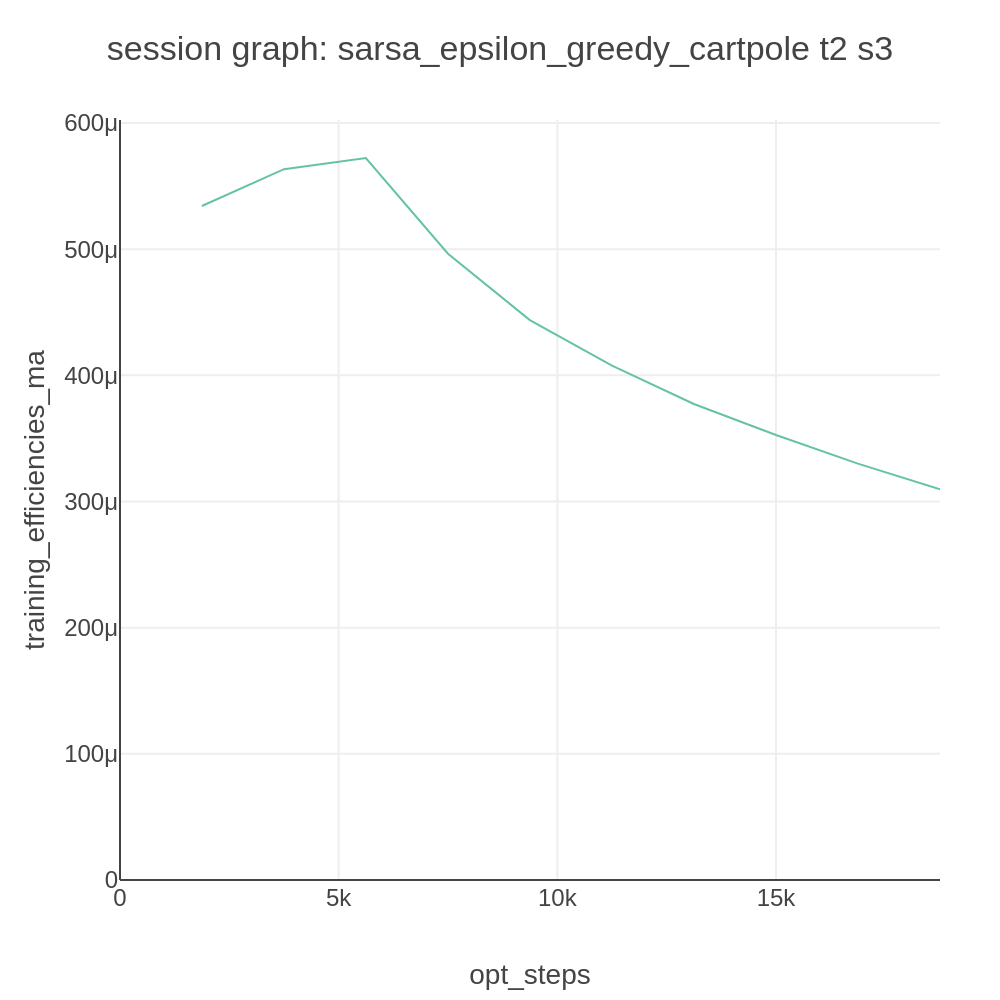 session graph: sarsa_epsilon_greedy_cartpole t2 s3
600μ
500μ
400μ
300μ
200μ
100μ
0
training_efficiencies_ma
0 5k 10k 15k
opt_steps